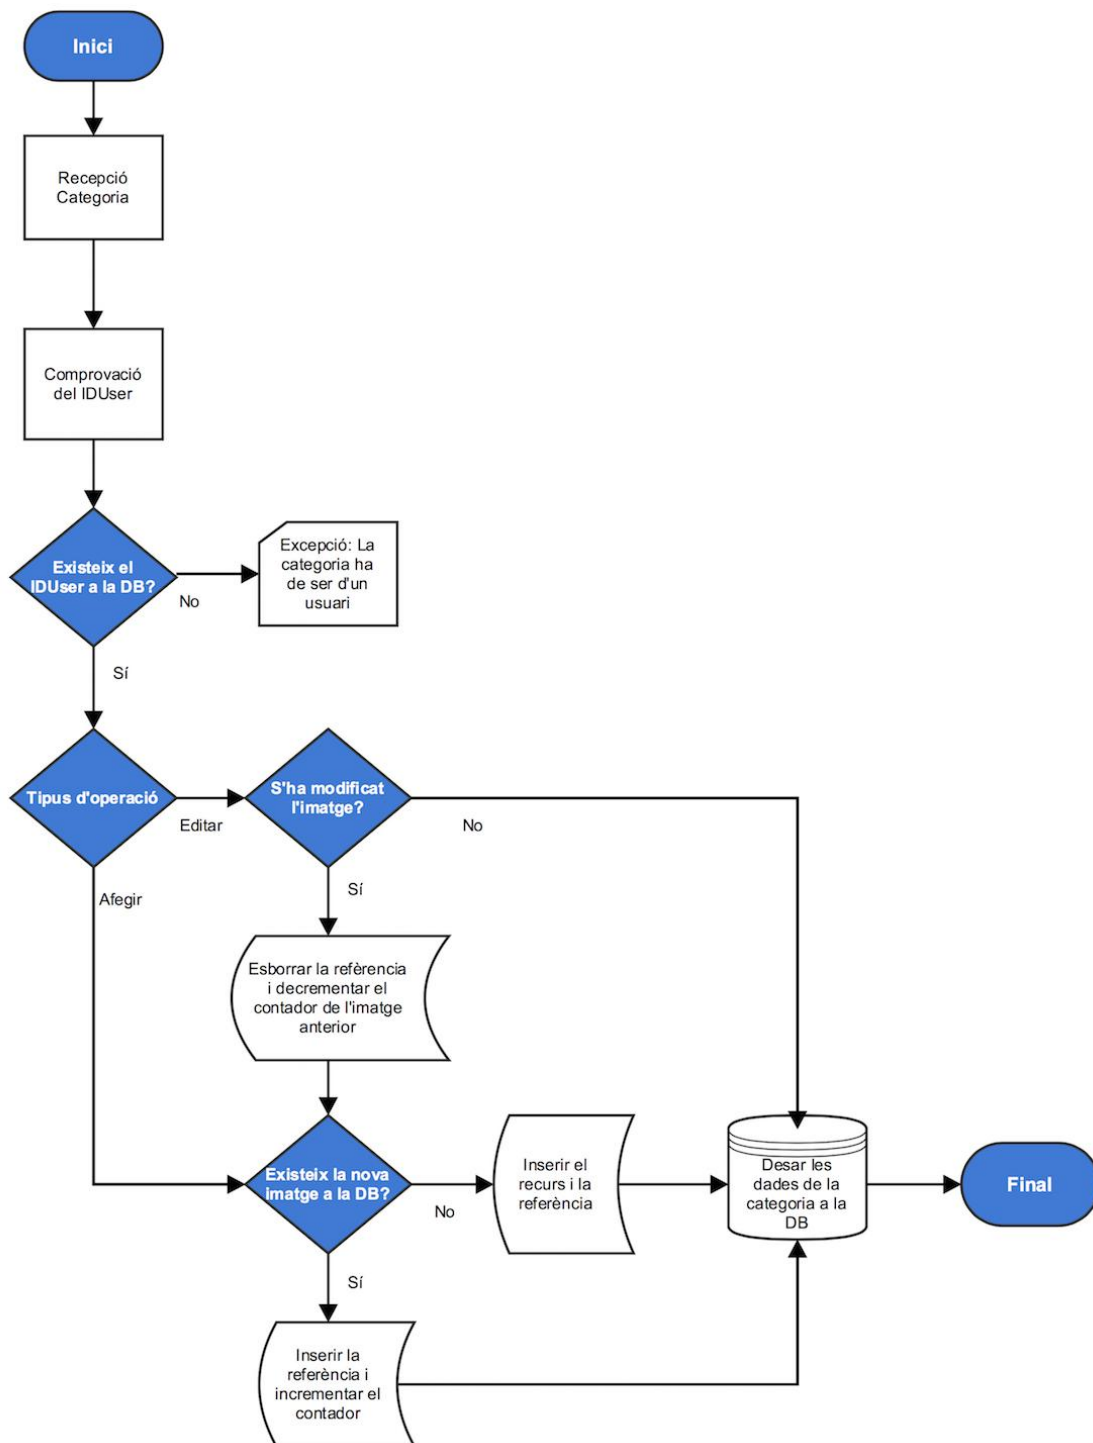 Inici
Recepció
Categoria
Comprovació
del IDUser
Existeix el
IDUser a la DB?
No
Excepció: La
categoria ha
de ser d'un
usuari
Sí
Tipus d'operació
Editar
S'ha modificat
l'imatge?
No
Afegir
Sí
Esborrar la refèrencia
i decrementar el
contador de l'imatge
anterior
Existeix la nova
imatge a la DB?
No
Inserir el
recurs i la
referència
Desar les
dades de la
categoria a la
DB
Final
Sí
Inserir la
referència i
incrementar el
contador